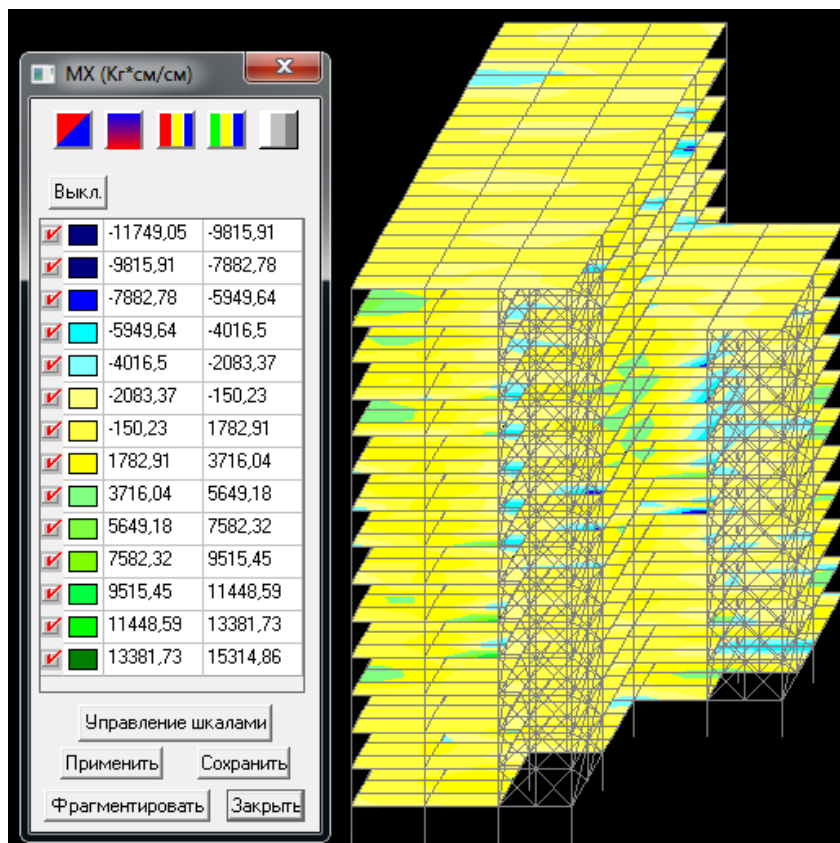 MX (Кг*см/см)
Выкл.
-11749,05 -9815,91
-9815,91 -7882,78
-7882,78 -5949,64
-5949,64 -4016,5
-4016,5 -2083,37
-2083,37 -150,23
-150,23 1782,91
1782,91 3716,04
3716,04 5649,18
5649,18 7582,32
7582,32 9515,45
9515,45 11448,59
11448,59 13381,73
13381,73 15314,86
Управление шкалами
Применить Сохранить
Фрагментировать Закрыть